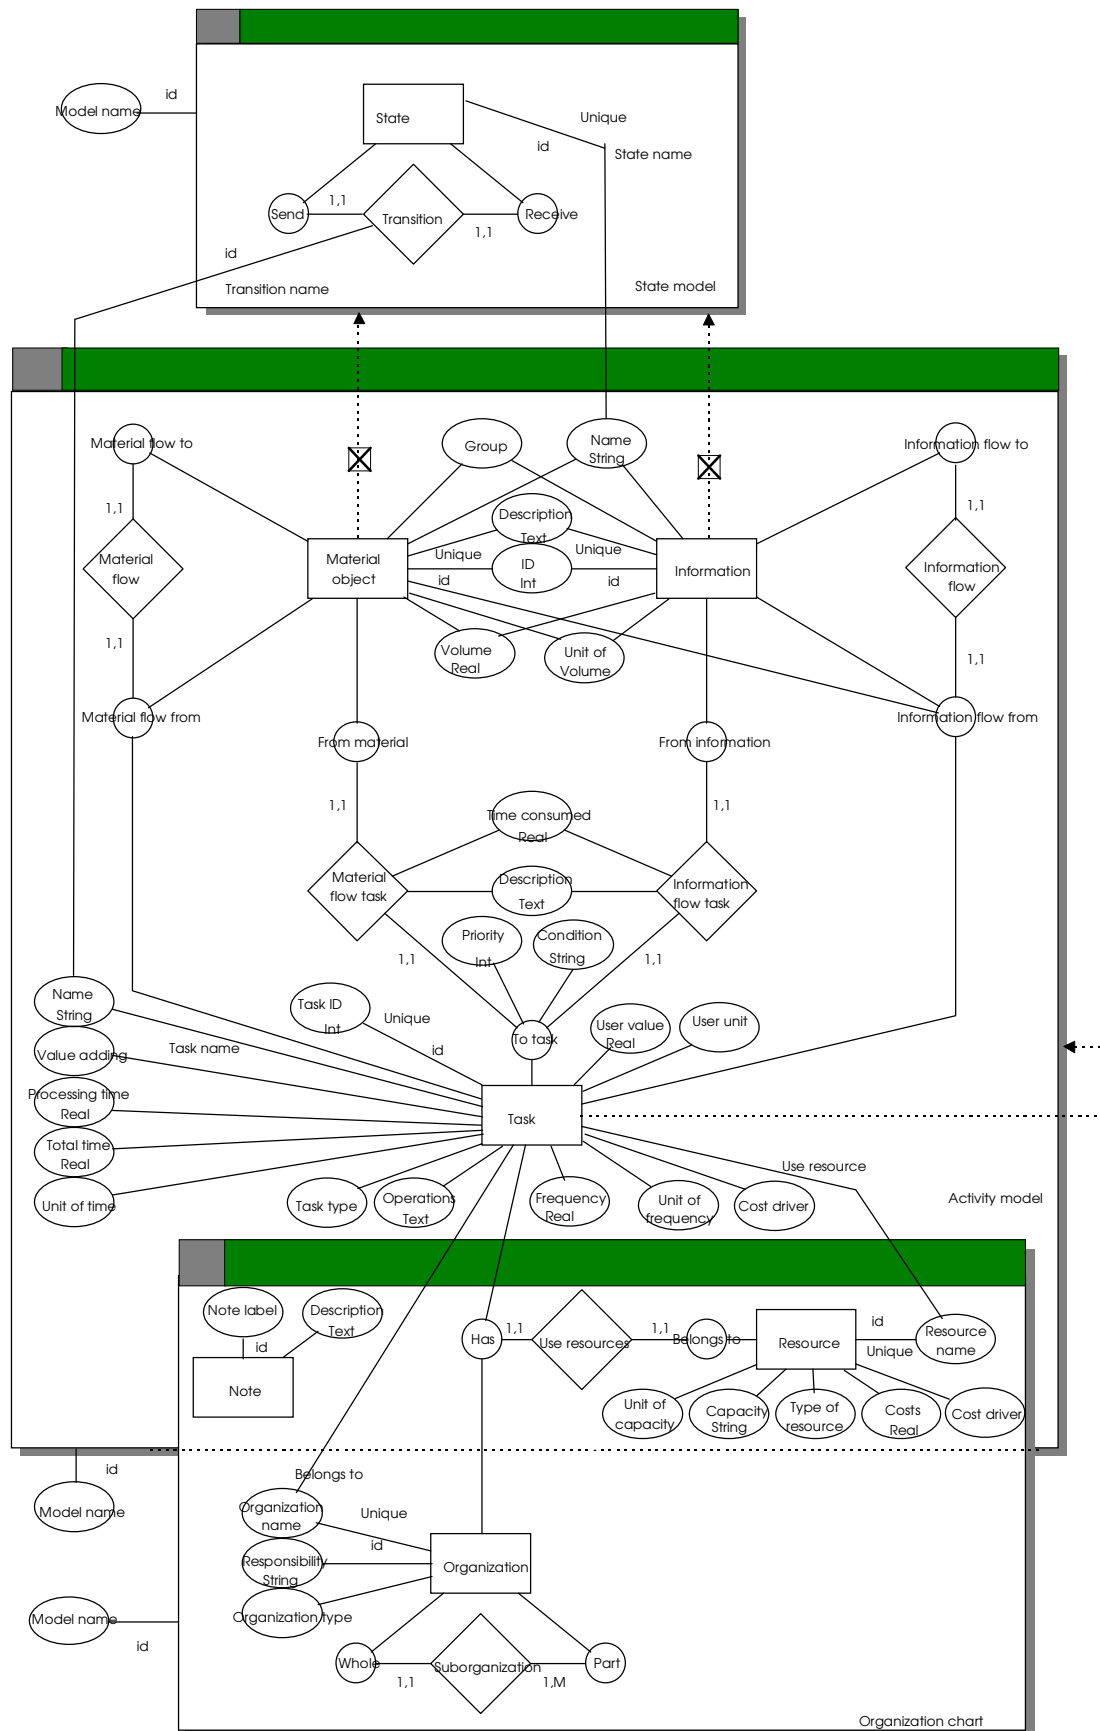 id
Model name
State
Unique
id
State name
1,1
Send
Transition
Receive
1,1
id
Transition name
State model
Material flow to
Group
Name
String
Information flow to
1,1
Description
Text
1,1
Material
flow
Material
object
Unique
id
ID
Int
Unique
id
Information
Information
flow
1,1
Volume
Real
Unit of
Volume
1,1
Material flow from
Information flow from
From material
From information
1,1
Time consumed
Real
1,1
Material
flow task
Description
Text
Information
flow task
Priority
Int
Condition
String
1,1
1,1
Name
String
Task ID
Int
Unique
id
To task
User value
Real
User unit
Value adding
Task name
Processing time
Real
Task
Total time
Real
Use resource
Unit of time
Task type
Operations
Text
Frequency
Real
Unit of
frequency
Cost driver
Activity model
Note label
Description
Text
id
Note
Has
1,1
Use resources
1,1
Belongs to
Resource
id
Unique
Resource
name
Unit of
capacity
Capacity
String
Type of
resource
Costs
Real
Cost driver
id
Model name
Belongs to
Organization
name
Unique
id
Responsibility
String
Organization
Organization type
Model name
id
Whole
1,1
Suborganization
1,M
Part
Organization chart